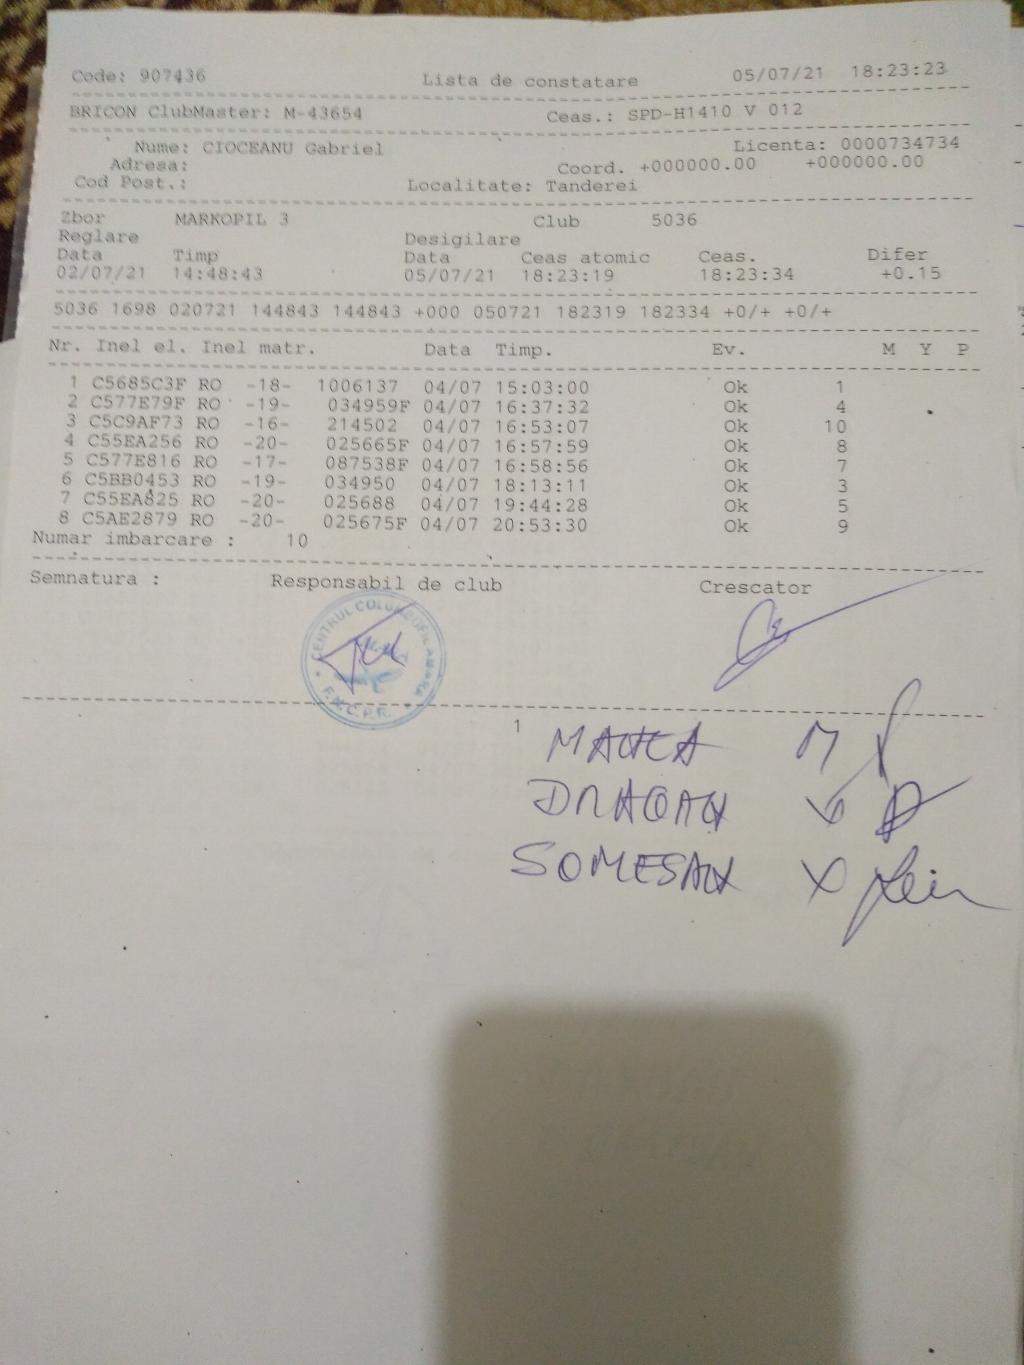 Code: 907436 Lista de constatare 05/07/21 18:23:23
BRICON ClubMaster: M-43654 Ceas.: SPD-H1410 V 012
Nume: CIOCEANU Gabriel Licenta: 0000734734
Adresa: Coord. +000000.00 +000000.00
Cod Post.: Localitate: Tanderei
Zbor MARKOPIL 3 Club 5036
Reglare Desigilare
Data Timp Data Ceas atomic Ceas. Difer
02/07/21 14:48:43 05/07/21 18:23:19 18:23:34 +0.15
5036 1698 020721 144843 144843 +000 050721 182319 182334 +0/+ +0/+
Nr. Inel el. Inel matr. Data Timp. Ev. M Y P
1 C5685C3F RO -18- 1006137 04/07 15:03:00 Ok 1
2 C577E79F RO -19- 034959F 04/07 16:37:32 Ok 4
3 C5C9AF73 RO -16- 214502 04/07 16:53:07 Ok 10
4 C55EA256 RO -20- 025665F 04/07 16:57:59 Ok 8
5 C577E816 RO -17- 087538F 04/07 16:58:56 Ok 7
6 C5BB0453 RO -19- 034950 04/07 18:13:11 Ok 3
7 C55EA825 RO -20- 025688 04/07 19:44:28 Ok 5
8 C5AE2879 RO -20- 025675F 04/07 20:53:30 Ok 9
Numar imbarcare : 10
Semnatura : Responsabil de club Crescator
CENTRUL COLUMBOFIL AMARA
F.N.C.P.R.
1
DRAGAN
SOMESAN